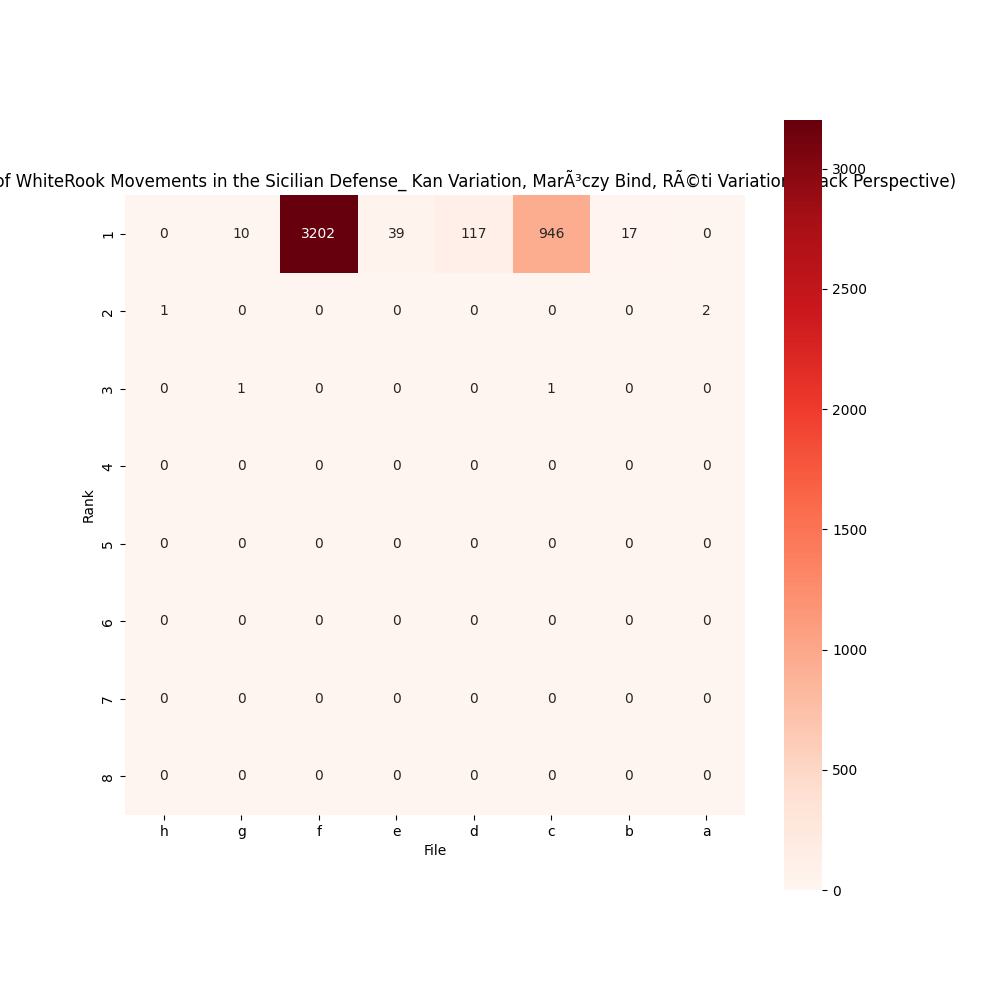 of WhiteRook Movements in the Sicilian Defense_ Kan Variation, MarÃ³czy Bind, RÃ©ti Variation ack Perspective)
3000
1 0 10 3202 39 117 946 17 0
2500
2 1 0 0 0 0 0 0 2
3 0 1 0 0 0 1 0 0
2000
4 0 0 0 0 0 0 0 0
Rank
1500
5 0 0 0 0 0 0 0 0
6 0 0 0 0 0 0 0 0
1000
7 0 0 0 0 0 0 0 0
500
8 0 0 0 0 0 0 0 0
h g f e d c b a
File
0